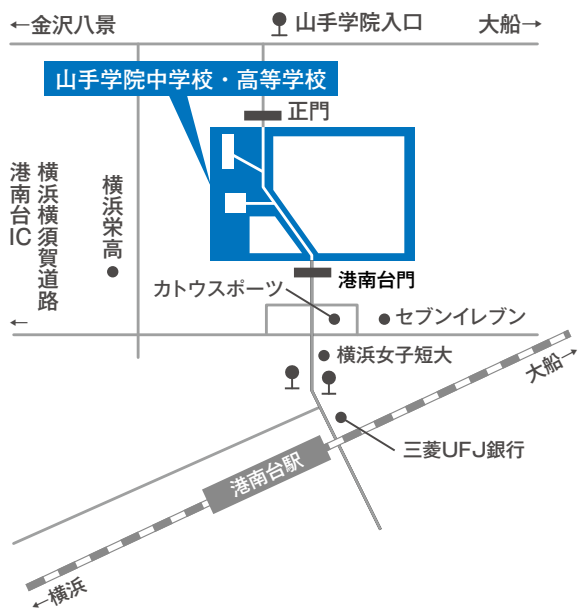 ←金沢八景
山手学院入口
大船→
山手学院中学校・高等学校
正門
横浜横須賀道路
港南台IC
←
横浜栄高
港南台門
カトウスポーツ
セブンイレブン
横浜女子短大
大船→
三菱UFJ銀行
港南台駅
←横浜